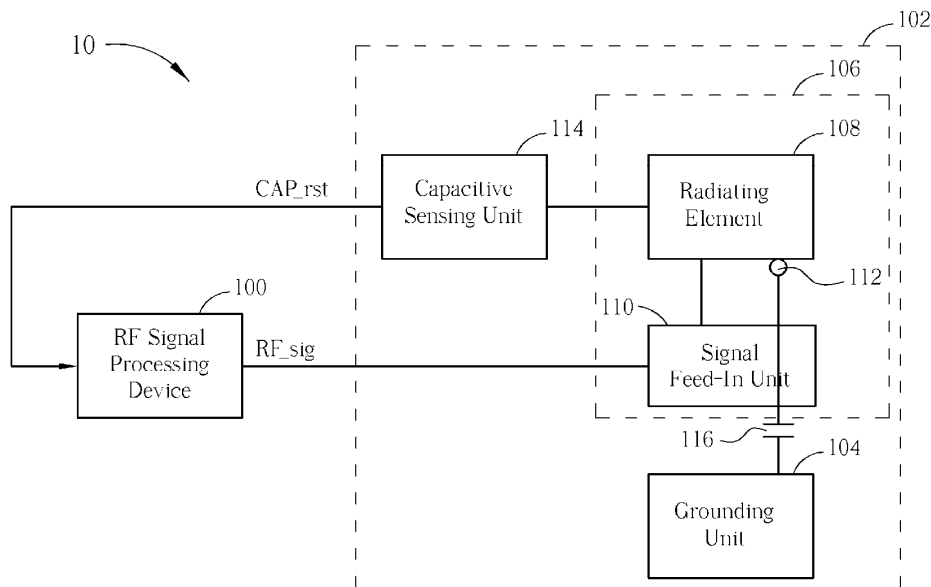 102
10
106
114
108
CAP_rst
Capacitive
Sensing Unit
Radiating
Element
112
100
110
RF Signal
Processing
Device
RF_sig
Signal
Feed-In Unit
116
104
Grounding
Unit